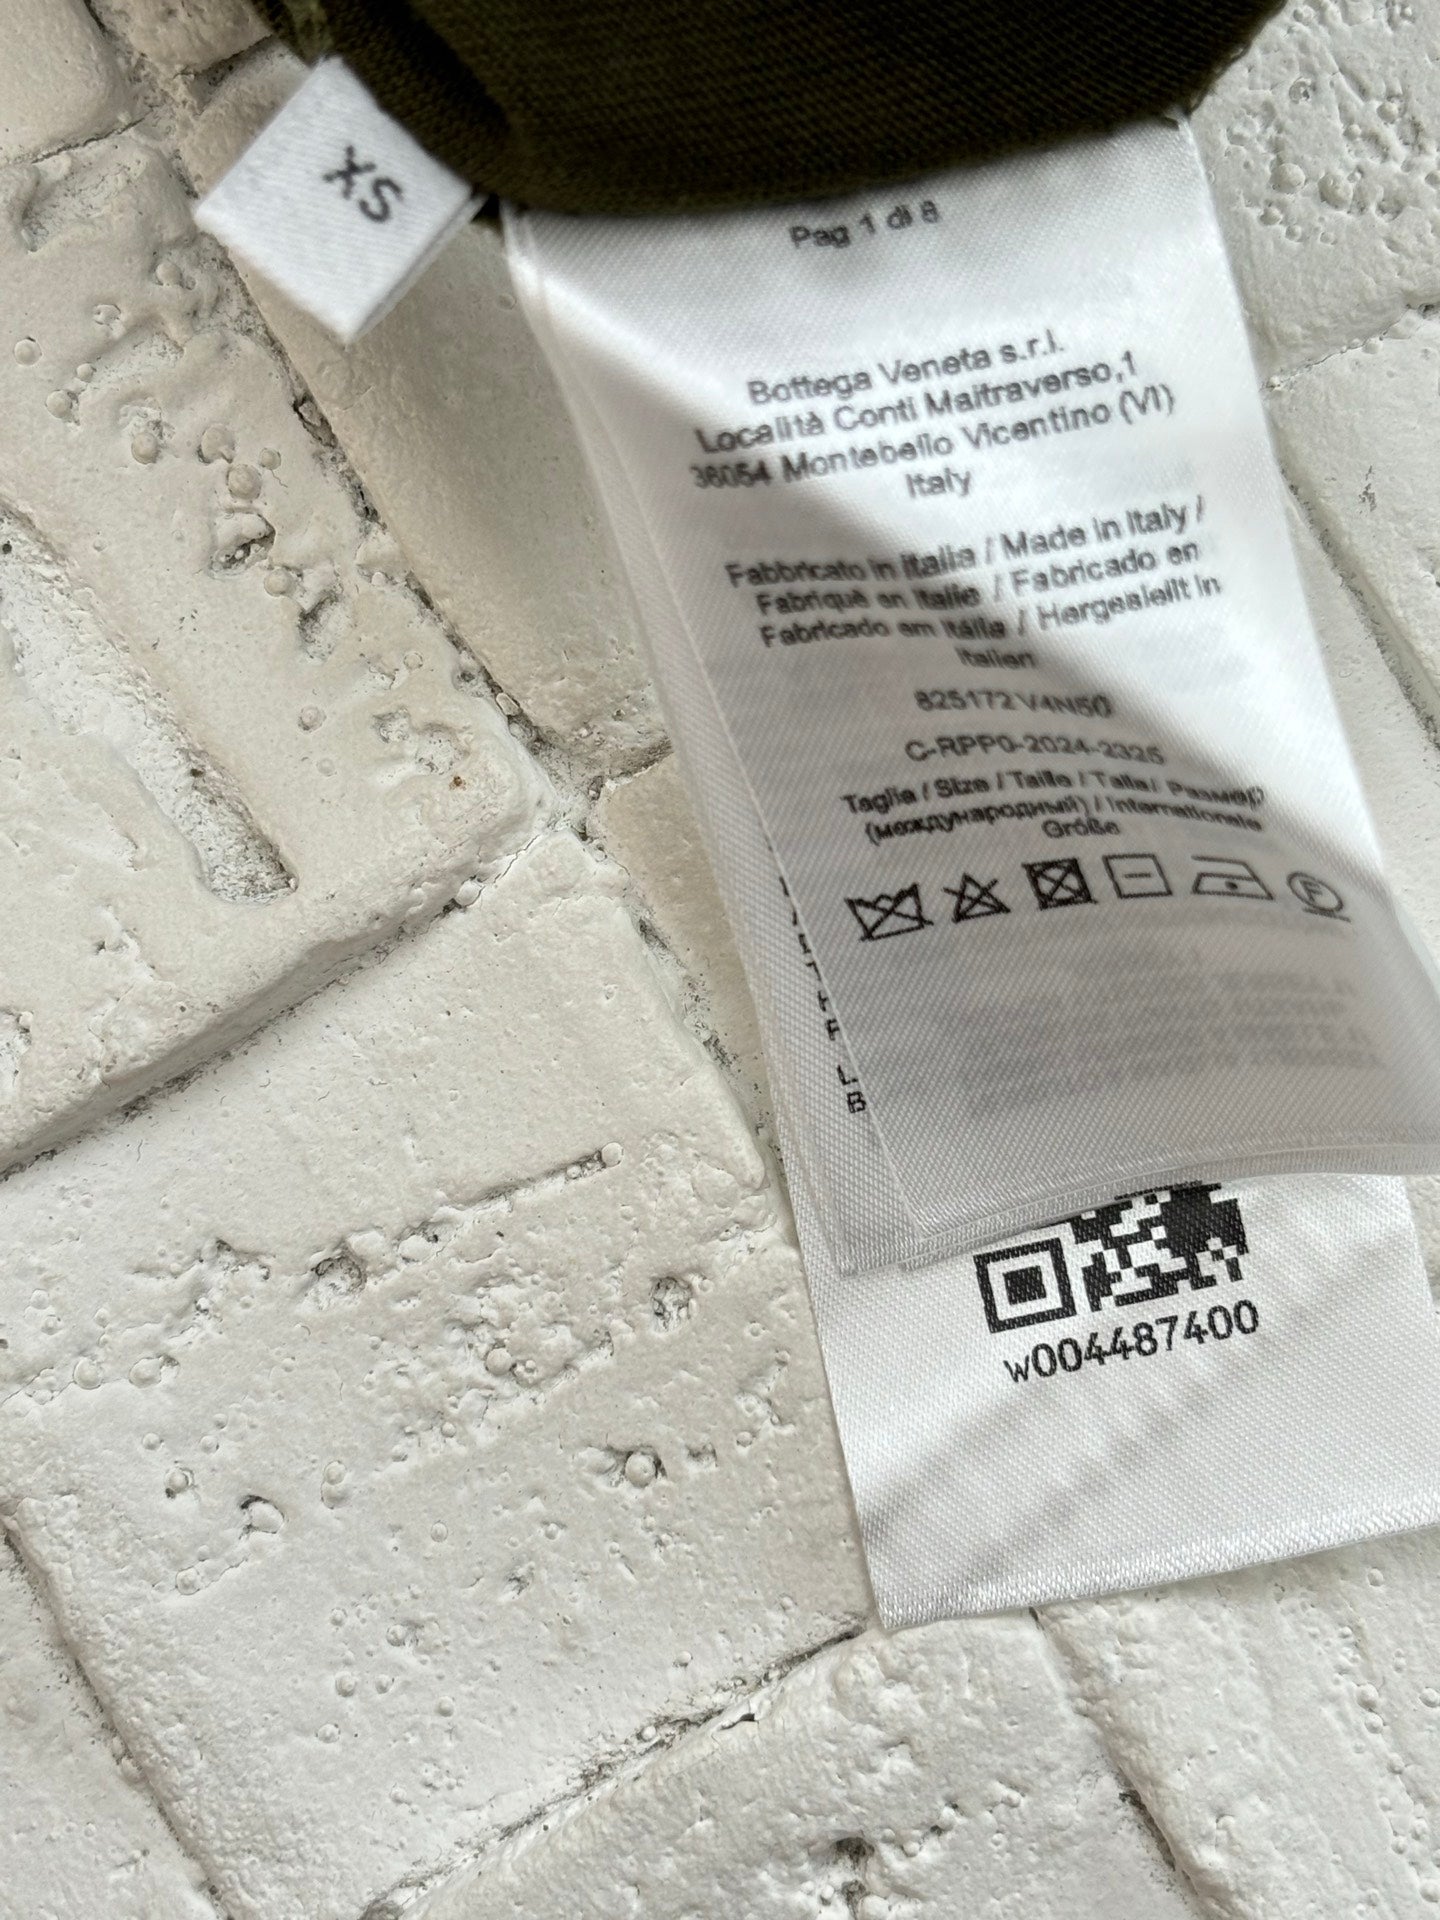 XS
Pag 1 di 8
Bottega Veneta s.r.l.
Località Conti Maltraverso,1
36054 Montebello Vicentino (VI)
Italy
Fabbricato in Italia / Made in Italy /
Fabriqué en Italie / Fabricado en
Fabricado em Itália / Hergestellt in
Italien
825172 V4N50
C-RPP0-2024-2325
Taglia / Size / Taille / Talla / Размер
(международный) / Internationale
Größe
F
L
B
w004487400